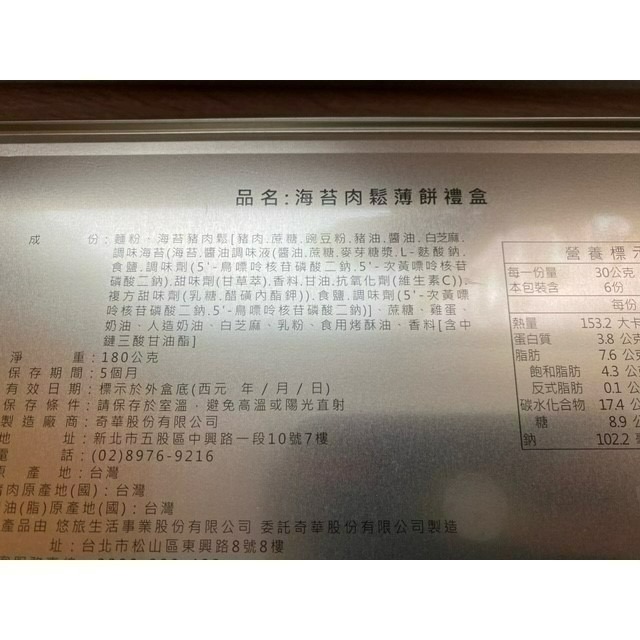 品名:海苔肉鬆薄餅禮盒
成 份:麵粉、海苔豬肉鬆[豬肉.蔗糖.豌豆粉.豬油.醬油.白芝麻.
調味海苔(海苔.醬油調味液(醬油.蔗糖.麥芽糖漿.L-麩酸鈉.
食鹽.調味劑(5'-鳥嘌呤核苷磷酸二鈉.5'-次黃嘌呤核苷
磷酸二鈉).甜味劑(甘草萃).香料.甘油.抗氧化劑(維生素C)).
複方甜味劑(乳糖.醋磺內酯鉀)).食鹽.調味劑(5'-次黃嘌
呤核苷磷酸二鈉.5'-鳥嘌呤核苷磷酸二鈉)]、蔗糖、雞蛋、
奶油、人造奶油、白芝麻、乳粉、食用烤酥油、香料[含中
鏈三酸甘油酯]
淨 重:180公克
保存期間:5個月
有效日期:標示於外盒底(西元 年/月/日)
保存條件:請保存於室溫，避免高溫或陽光直射
製造廠商:奇華股份有限公司
地 址:新北市五股區中興路一段10號7樓
電 話:(02)8976-9216
原產地:台灣
豬肉原產地(國):台灣
油(脂)原產地(國):台灣
產品由 悠旅生活事業股份有限公司 委託奇華股份有限公司製造
址:台北市松山區東興路8號8樓
營養標示
每一份量 30公克
本包裝含 6份
每份
熱量 153.2 大卡
蛋白質 3.8 公克
脂肪 7.6 公克
飽和脂肪 4.3 公
反式脂肪 0.1 公
碳水化合物 17.4 公
糖 8.9 公
鈉 102.2